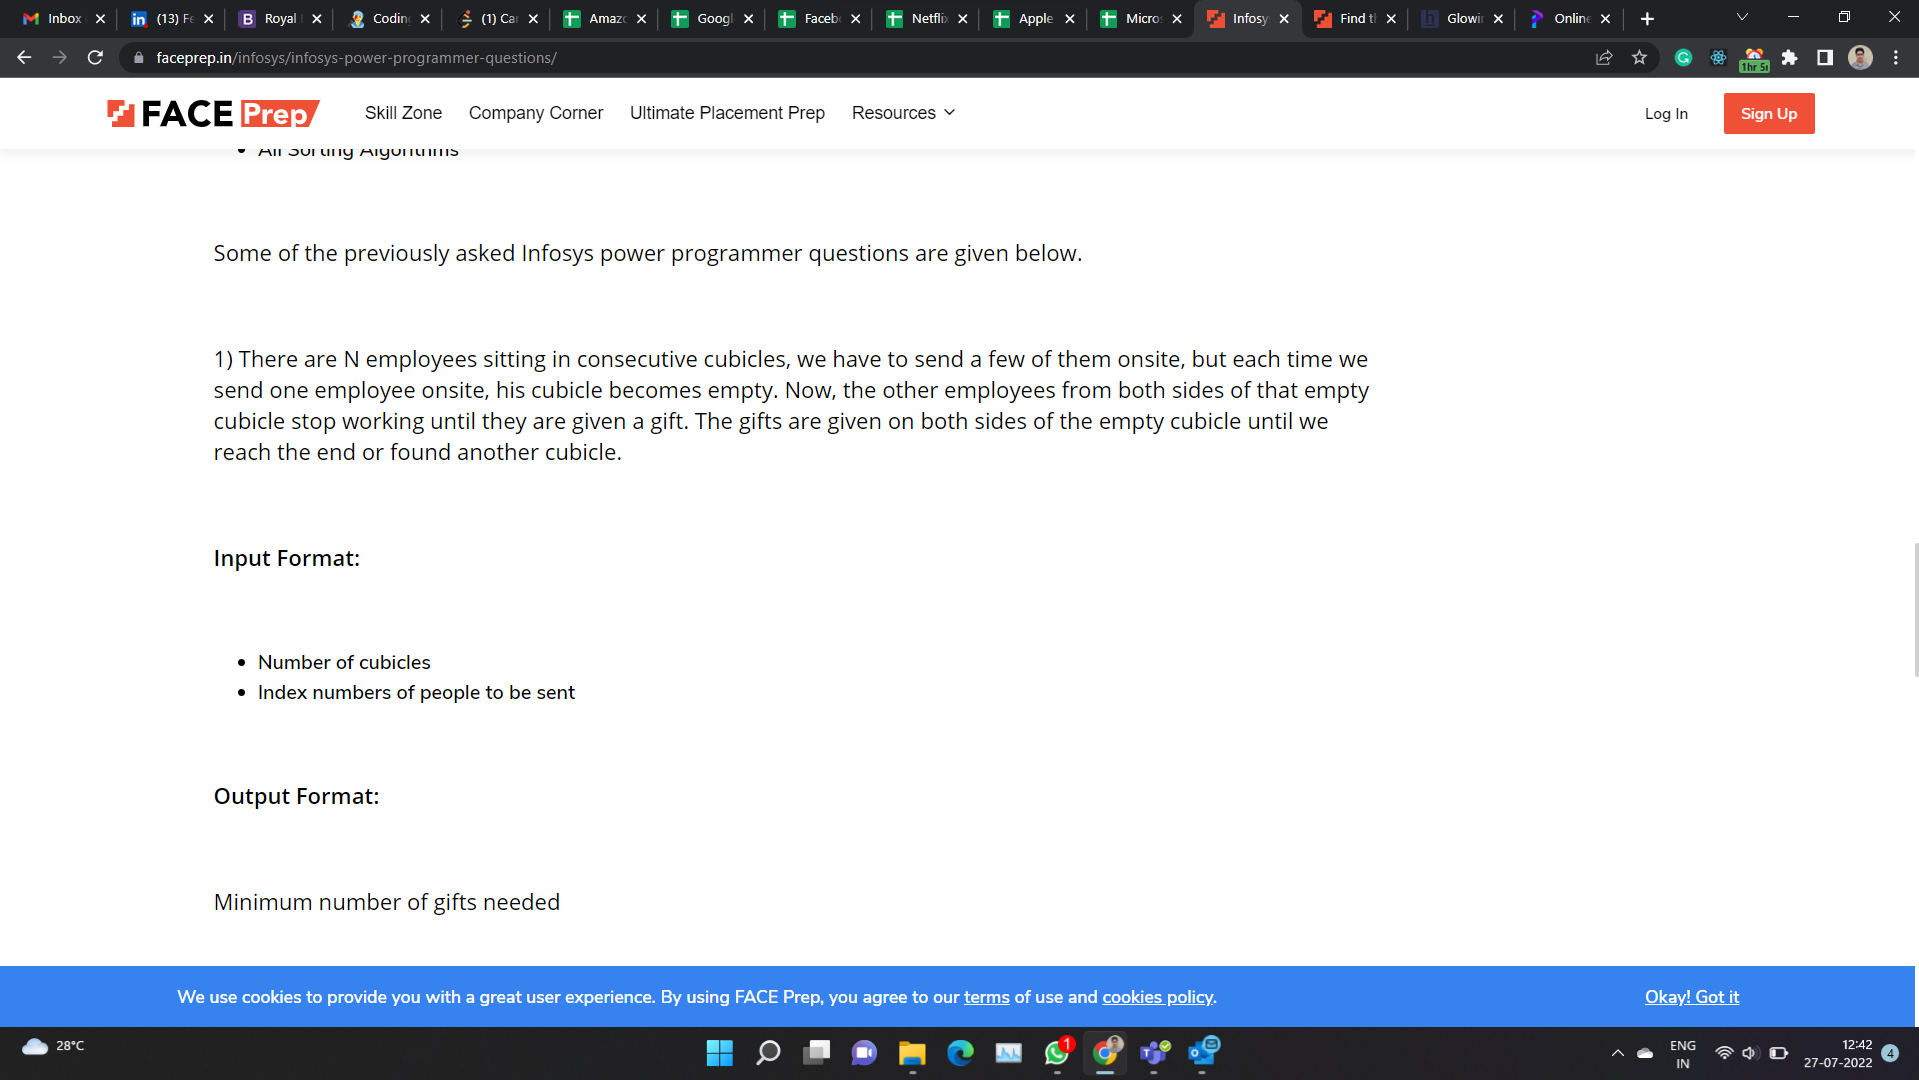 Inbox
(13) Fe
Royal
Coding
(1) Car
Amazo
Googl
Faceb
Netflix
Apple
Micros
Infosy
Find th
Glowin
Online
faceprep.in/infosys/infosys-power-programmer-questions/
1hr 5
FACE Prep
Skill Zone
Company Corner
Ultimate Placement Prep
Resources
Log In
Sign Up
All Sorting Algorithms
Some of the previously asked Infosys power programmer questions are given below.
1) There are N employees sitting in consecutive cubicles, we have to send a few of them onsite, but each time we
send one employee onsite, his cubicle becomes empty. Now, the other employees from both sides of that empty
cubicle stop working until they are given a gift. The gifts are given on both sides of the empty cubicle until we
reach the end or found another cubicle.
Input Format:
• Number of cubicles
• Index numbers of people to be sent
Output Format:
Minimum number of gifts needed
We use cookies to provide you with a great user experience. By using FACE Prep, you agree to our terms of use and cookies policy.
Okay! Got it
28°C
1
ENG
IN
12:42
27-07-2022
4